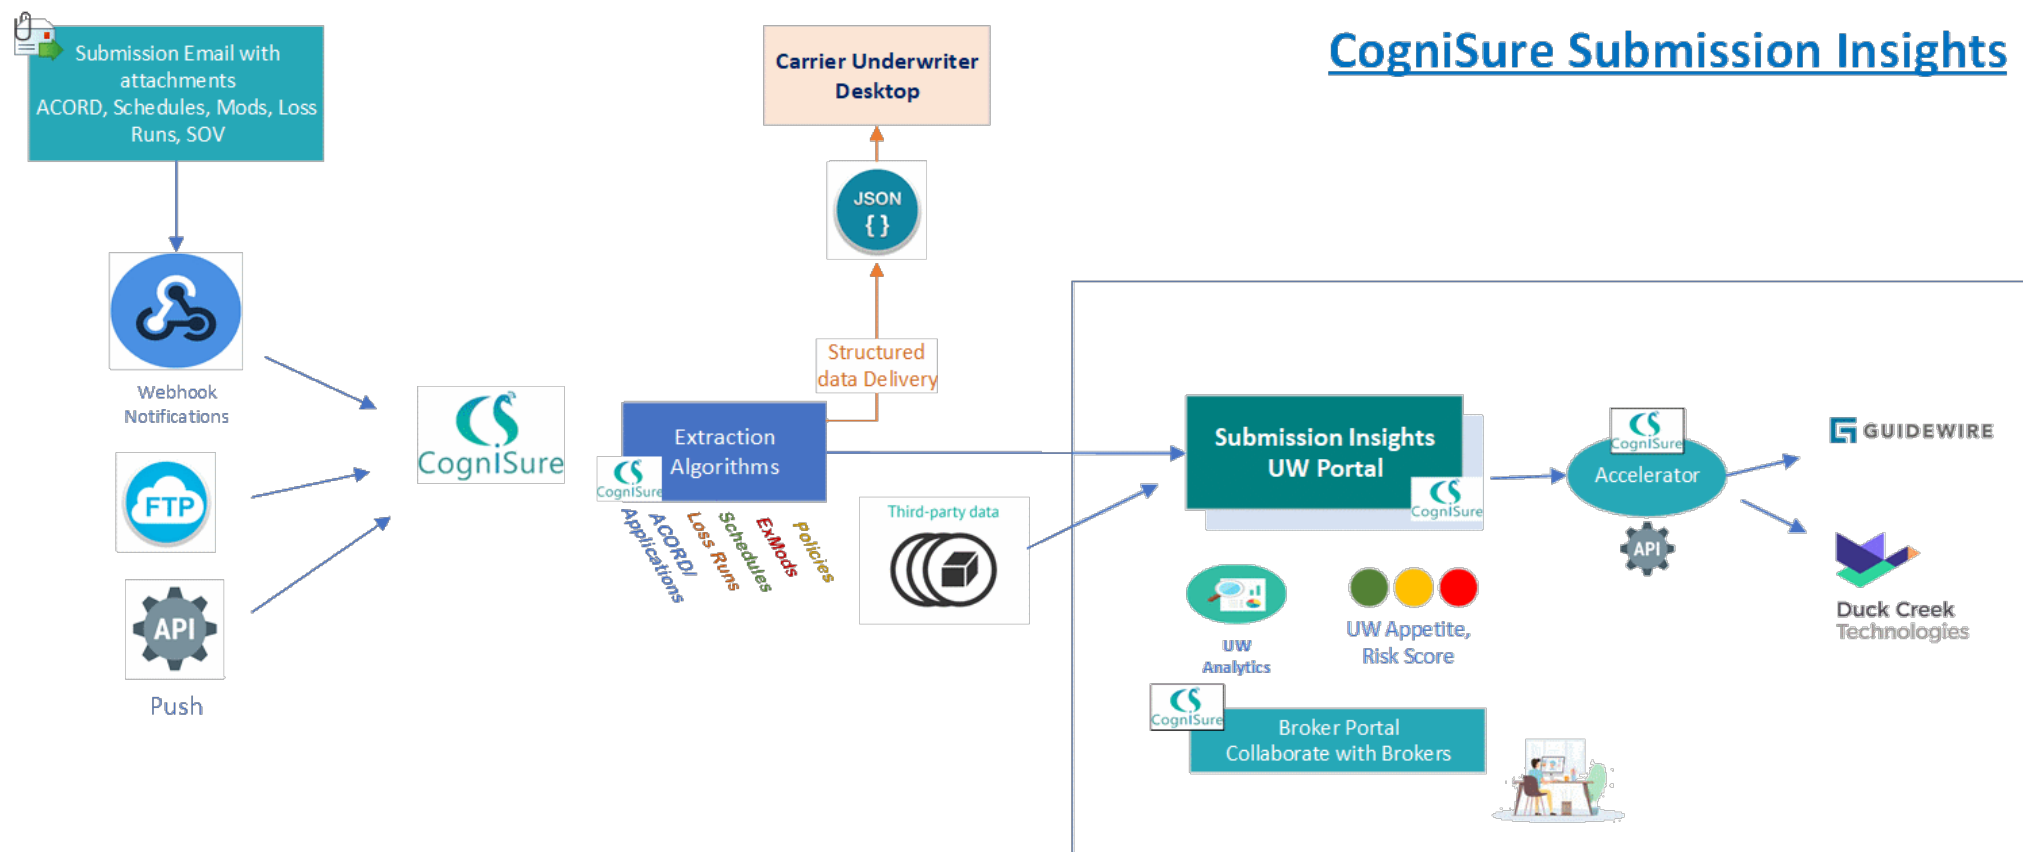 CogniSure Submission Insights
Submission Email with
attachments
ACORD, Schedules, Mods, Loss
Runs, SOV
Carrier Underwriter
Desktop
JSON
{ }
Structured
data Delivery
Webhook
Notifications
FTP
API
Push
CogniSure
Extraction
Algorithms
CogniSure
Applications
ACORD/
Loss Runs
Schedules
ExMods
Policies
Third-party data
Submission Insights
UW Portal
CogniSure
UW
Analytics
UW Appetite,
Risk Score
CogniSure
Broker Portal
Collaborate with Brokers
CogniSure
Accelerator
API
GUIDEWIRE
Duck Creek
Technologies